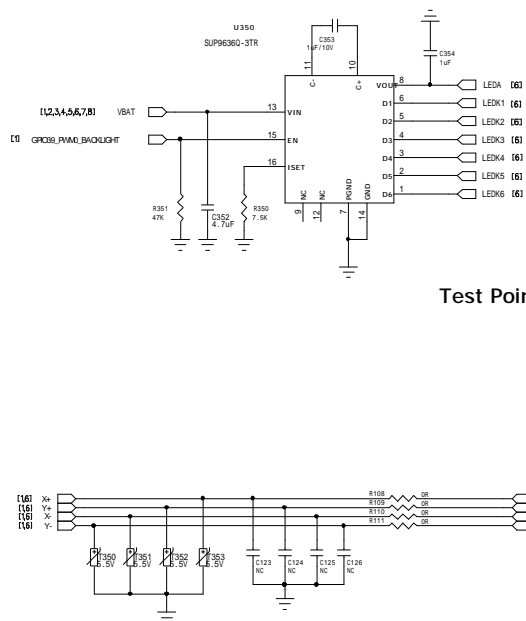 U350
SUP9636Q-3TR
C353
1uF/10V
C354
1uF
11
10
C-
C+
[1,2,3,4,5,6,7,8] VBAT
13
VIN
[1] GPIO39_PWM0_BACKLIGHT
15
EN
16
ISET
VOUT
8
LEDA [6]
D1
6
LEDK1 [6]
D2
5
LEDK2 [6]
D3
4
LEDK3 [6]
D4
3
LEDK4 [6]
D5
2
LEDK5 [6]
D6
1
LEDK6 [6]
NC
NC
PGND
GND
9
12
7
14
R351
47K
C352
4.7uF
R350
7.5K
Test Poin
[1,6] X+
[1,6] Y+
[1,6] X-
[1,6] Y-
R108 0R
R109 0R
R110 0R
R111 0R
T350
5.5V
T351
5.5V
T352
5.5V
T353
5.5V
C123
NC
C124
NC
C125
NC
C126
NC